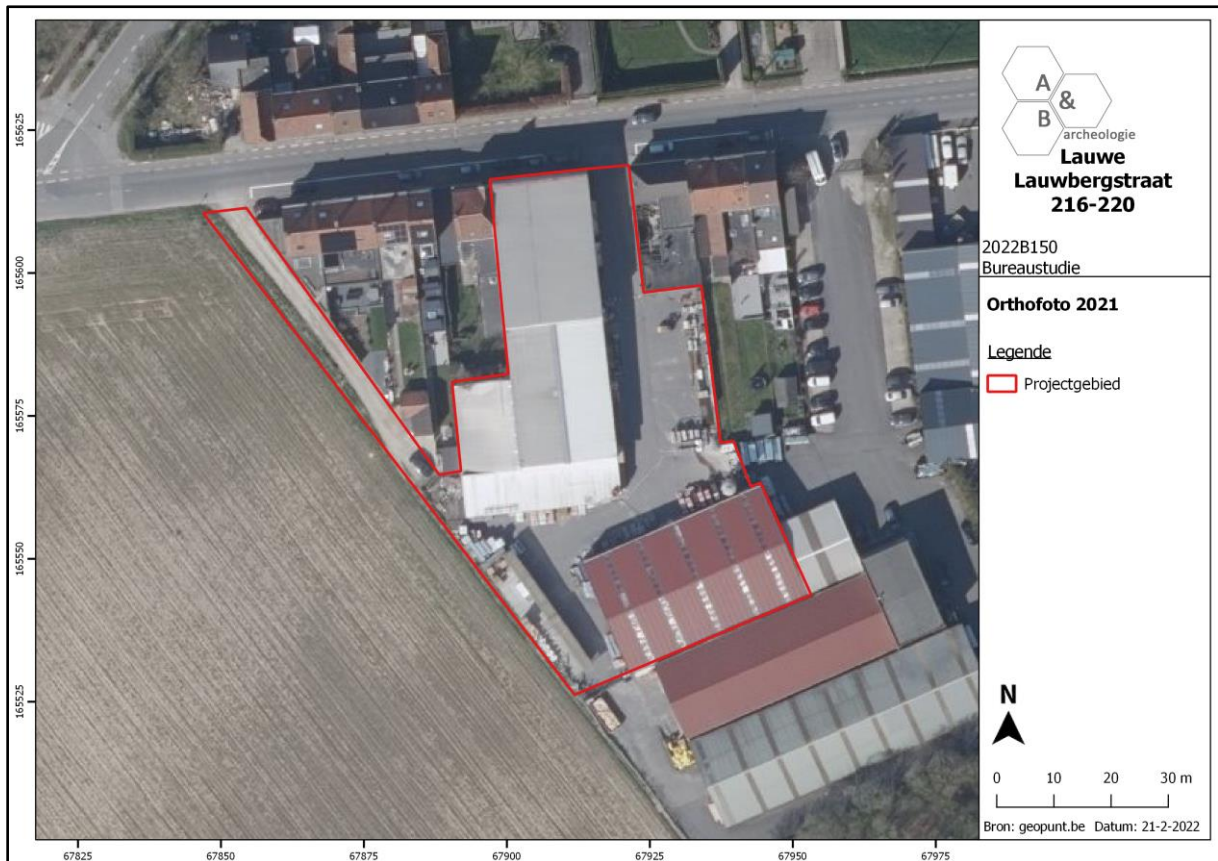 A
&
B
archeologie
Lauwe
Lauwbergstraat
216-220
2022B150
Bureaustudie
Orthofoto 2021
Legende
Projectgebied
N
0 10 20 30 m
Bron: geopunt.be Datum: 21-2-2022
165625
165600
165575
165550
165525
67825 67850 67875 67900 67925 67950 67975